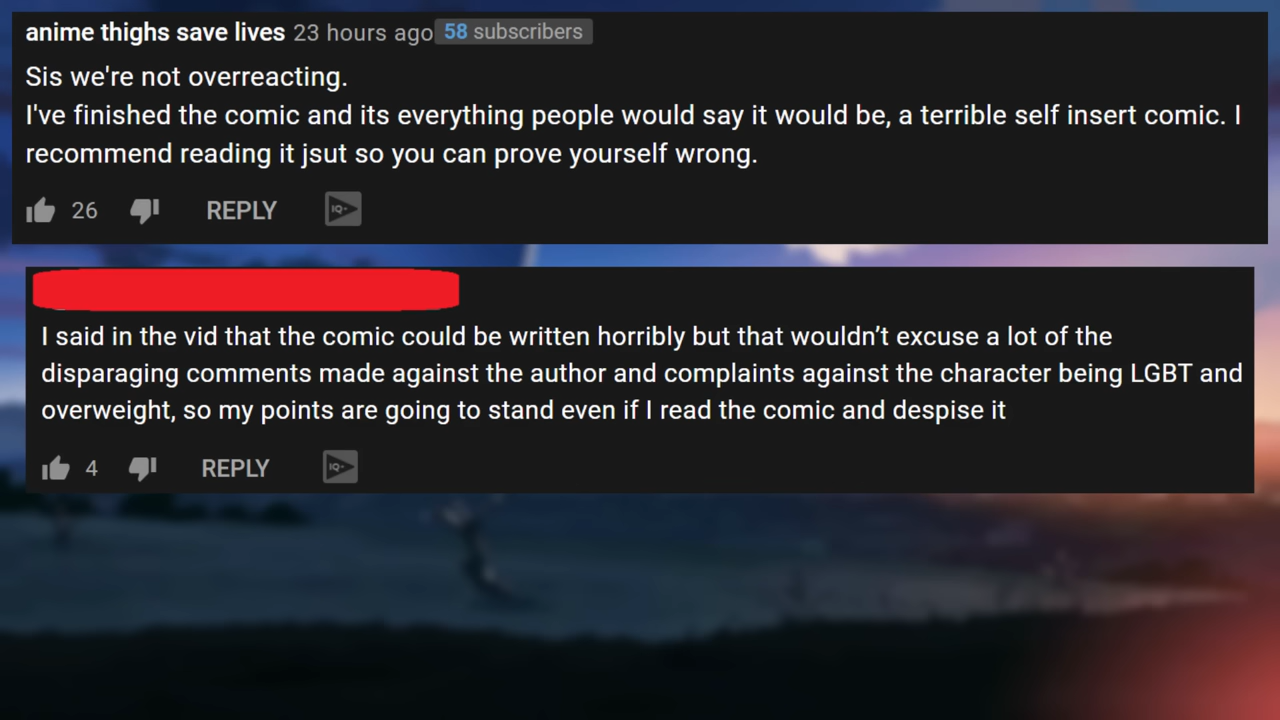 anime thighs save lives 23 hours ago 58 subscribers
Sis we're not overreacting.
I've finished the comic and its everything people would say it would be, a terrible self insert comic. I
recommend reading it jsut so you can prove yourself wrong.
26 REPLY IQ-
I said in the vid that the comic could be written horribly but that wouldn’t excuse a lot of the
disparaging comments made against the author and complaints against the character being LGBT and
overweight, so my points are going to stand even if I read the comic and despise it
4 REPLY IQ-